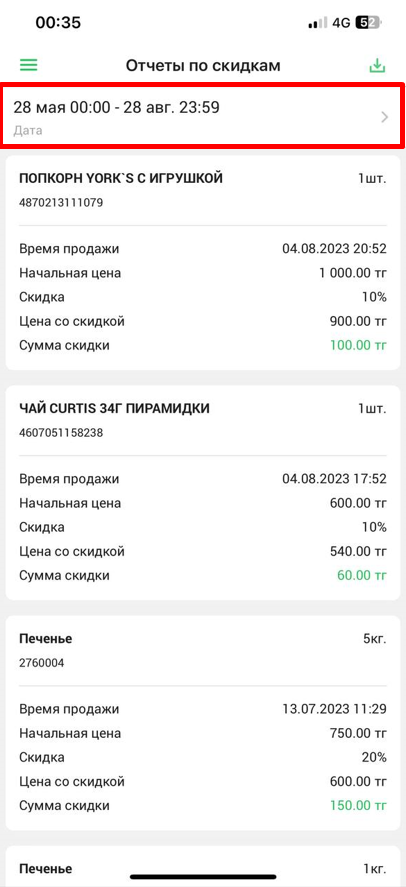 00:35 4G 52
Отчеты по скидкам
28 мая 00:00 - 28 авг. 23:59
Дата
ПОПКОРН YORK`S С ИГРУШКОЙ 1шт.
4870213111079
Время продажи 04.08.2023 20:52
Начальная цена 1 000.00 тг
Скидка 10%
Цена со скидкой 900.00 тг
Сумма скидки 100.00 тг
ЧАЙ CURTIS 34Г ПИРАМИДКИ 1шт.
4607051158238
Время продажи 04.08.2023 17:52
Начальная цена 600.00 тг
Скидка 10%
Цена со скидкой 540.00 тг
Сумма скидки 60.00 тг
Печенье 5кг.
2760004
Время продажи 13.07.2023 11:29
Начальная цена 750.00 тг
Скидка 20%
Цена со скидкой 600.00 тг
Сумма скидки 150.00 тг
Печенье 1кг.